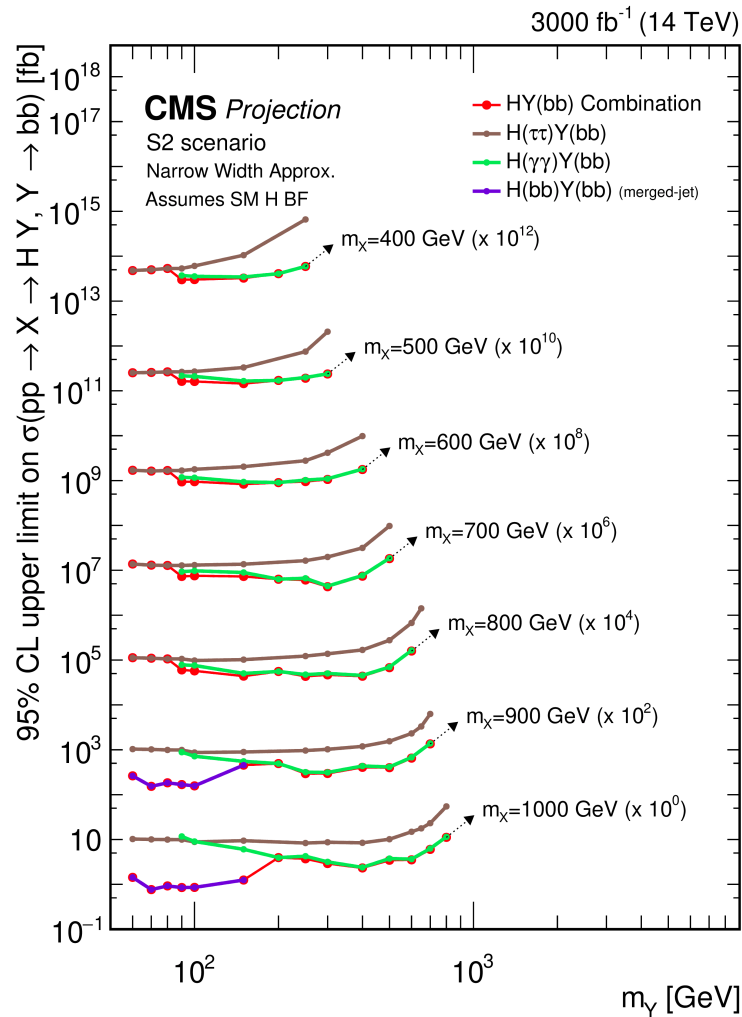 3000 fb⁻¹ (14 TeV)
95% CL upper limit on σ(pp → X → H Y, Y → bb) [fb]
10¹⁸
10¹⁷
10¹⁵
10¹³
10¹¹
10⁹
10⁷
10⁵
10³
10
10⁻¹
CMS Projection
S2 scenario
Narrow Width Approx.
Assumes SM H BF
HY(bb) Combination
H(ττ)Y(bb)
H(γγ)Y(bb)
H(bb)Y(bb) (merged-jet)
m_X=400 GeV (x 10¹²)
m_X=500 GeV (x 10¹⁰)
m_X=600 GeV (x 10⁸)
m_X=700 GeV (x 10⁶)
m_X=800 GeV (x 10⁴)
m_X=900 GeV (x 10²)
m_X=1000 GeV (x 10⁰)
10² 10³
m_Y [GeV]